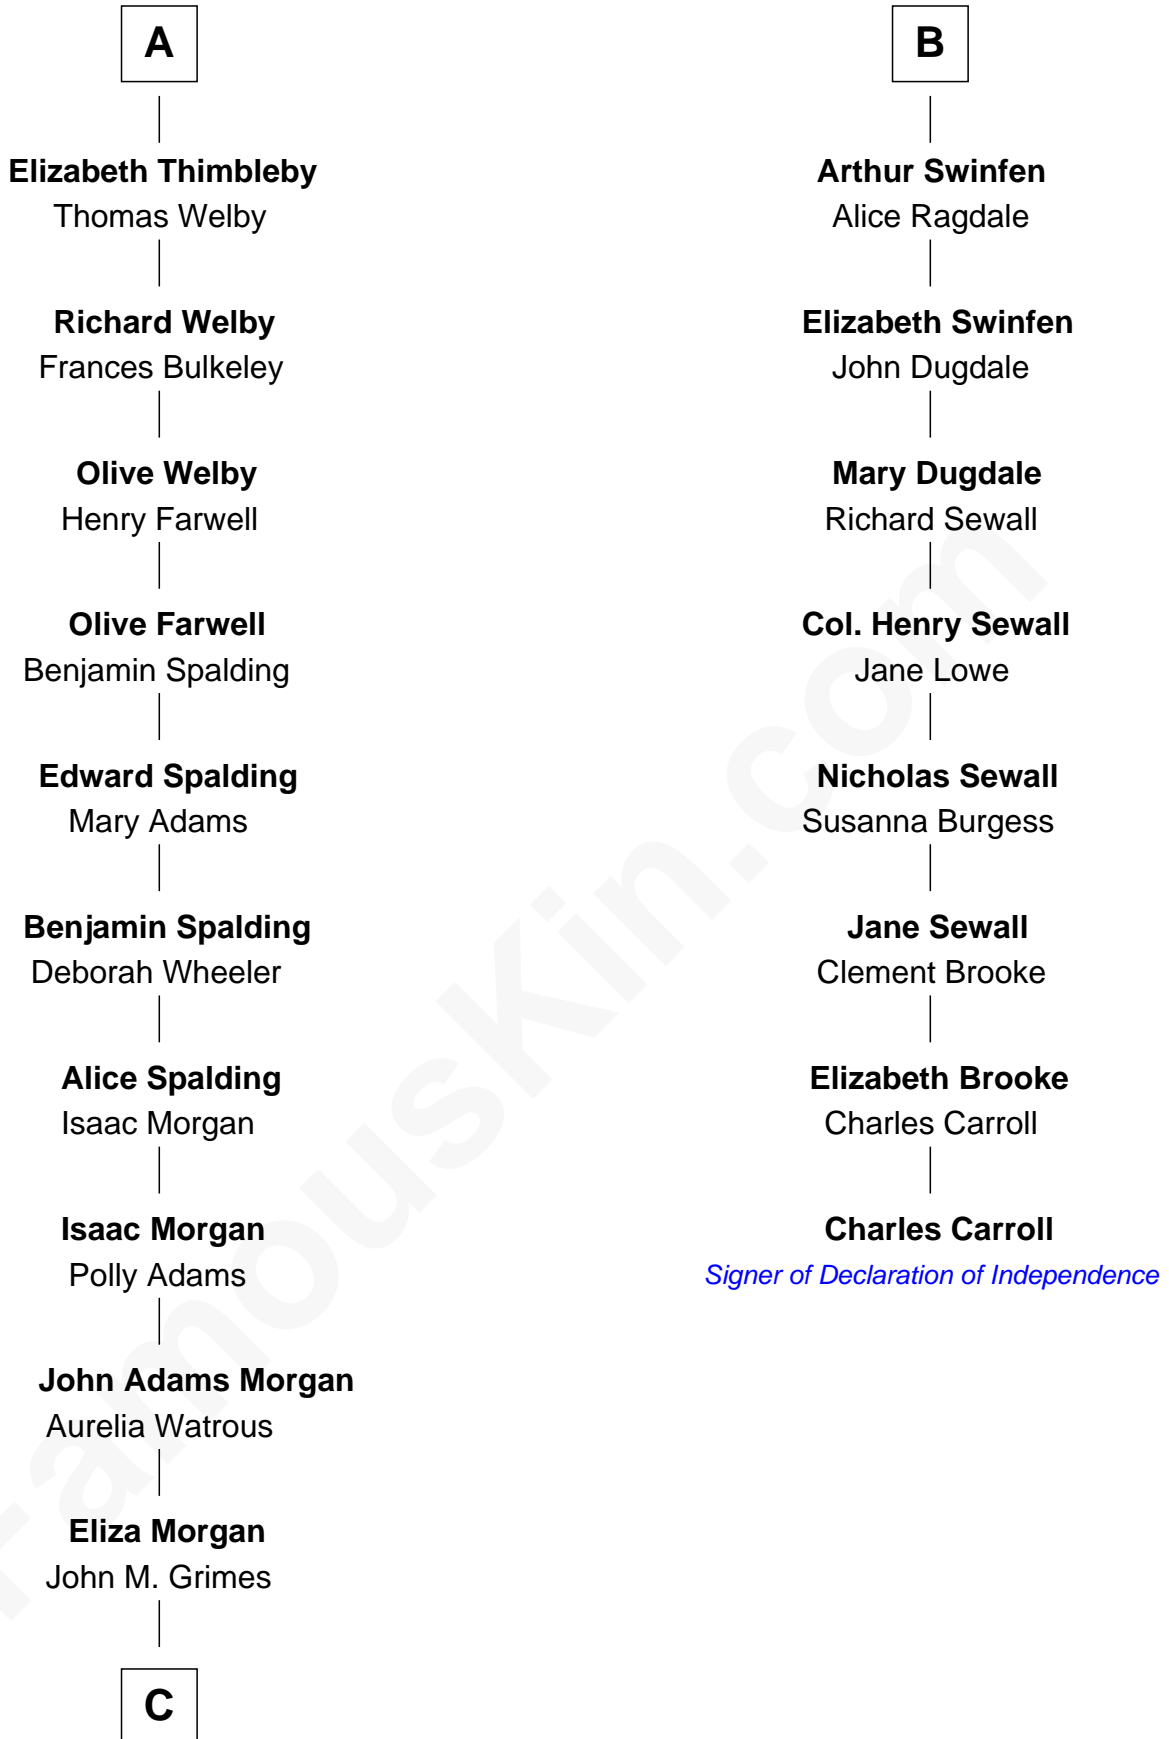 A
Elizabeth Thimbleby
Thomas Welby
Richard Welby
Frances Bulkeley
Olive Welby
Henry Farwell
Olive Farwell
Benjamin Spalding
Edward Spalding
Mary Adams
Benjamin Spalding
Deborah Wheeler
Alice Spalding
Isaac Morgan
Isaac Morgan
Polly Adams
John Adams Morgan
Aurelia Watrous
Eliza Morgan
John M. Grimes
C
B
Arthur Swinfen
Alice Ragdale
Elizabeth Swinfen
John Dugdale
Mary Dugdale
Richard Sewall
Col. Henry Sewall
Jane Lowe
Nicholas Sewall
Susanna Burgess
Jane Sewall
Clement Brooke
Elizabeth Brooke
Charles Carroll
Charles Carroll
Signer of Declaration of Independence
FamousKin.com